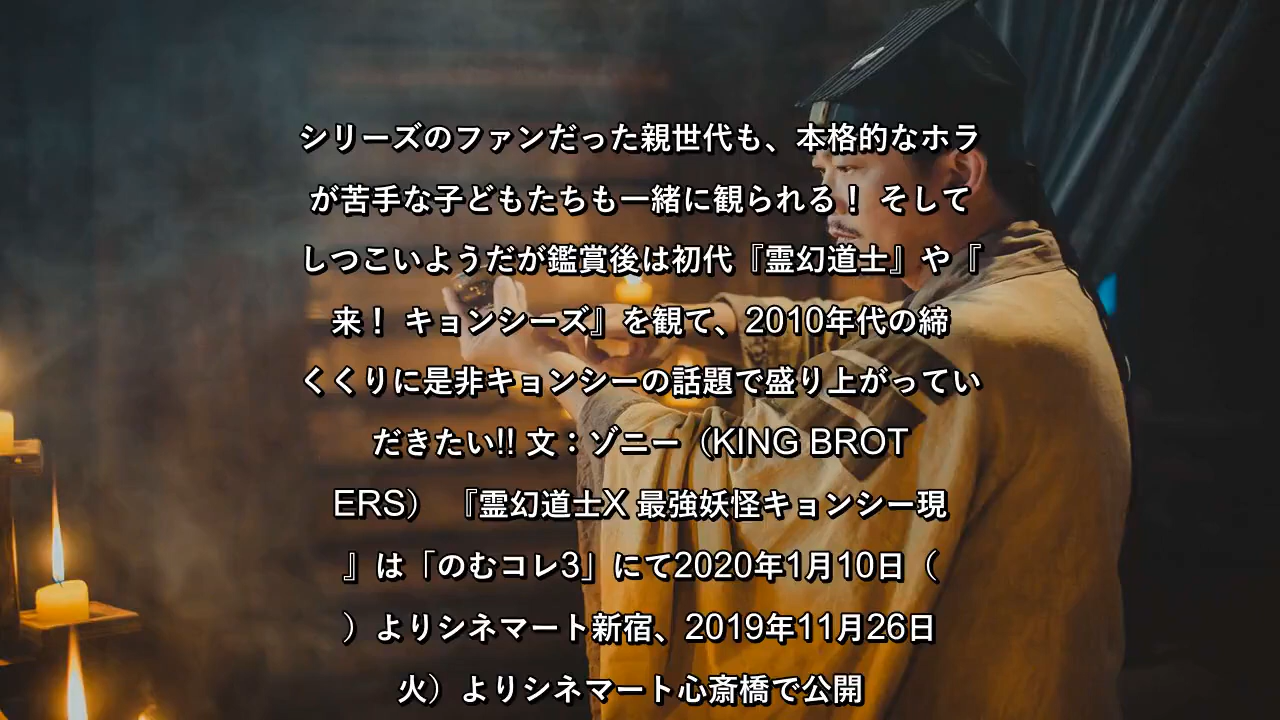 シリーズのファンだった親世代も、本格的なホラ
が苦手な子どもたちも一緒に観られる！ そして
しつこいようだが鑑賞後は初代『霊幻道士』や『
来！ キョンシーズ』を観て、2010年代の締
くくりに是非キョンシーの話題で盛り上がってい
だきたい!! 文：ゾニー（KING BROT
ERS） 『霊幻道士X 最強妖怪キョンシー現
』は「のむコレ3」にて2020年1月10日（
）よりシネマート新宿、2019年11月26日
火）よりシネマート心斎橋で公開